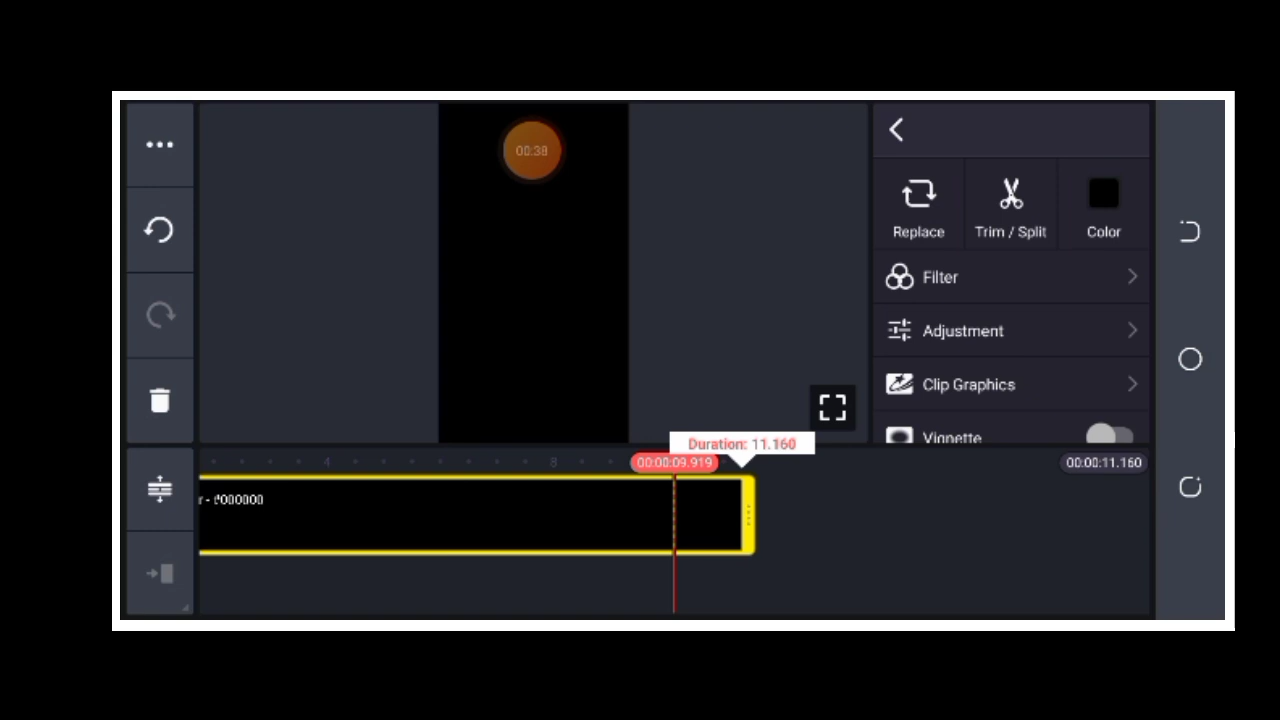 00:38
Replace
Trim / Split
Color
Filter
Adjustment
Clip Graphics
Vignette
Duration: 11.160
4
8
00:00:09.919
00:00:11.160
r - #000000